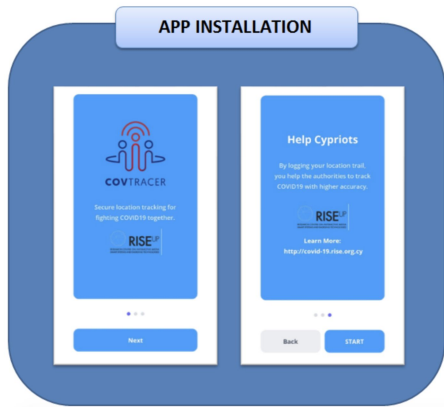 APP INSTALLATION
COVTRACER
Secure location tracking for
fighting COVID19 together.
RISE
Next
Help Cypriots
By logging your location trail,
you help the authorities to track
COVID19 with higher accuracy.
RISE
Learn More:
http://covid-19.rise.org.cy
Back
START